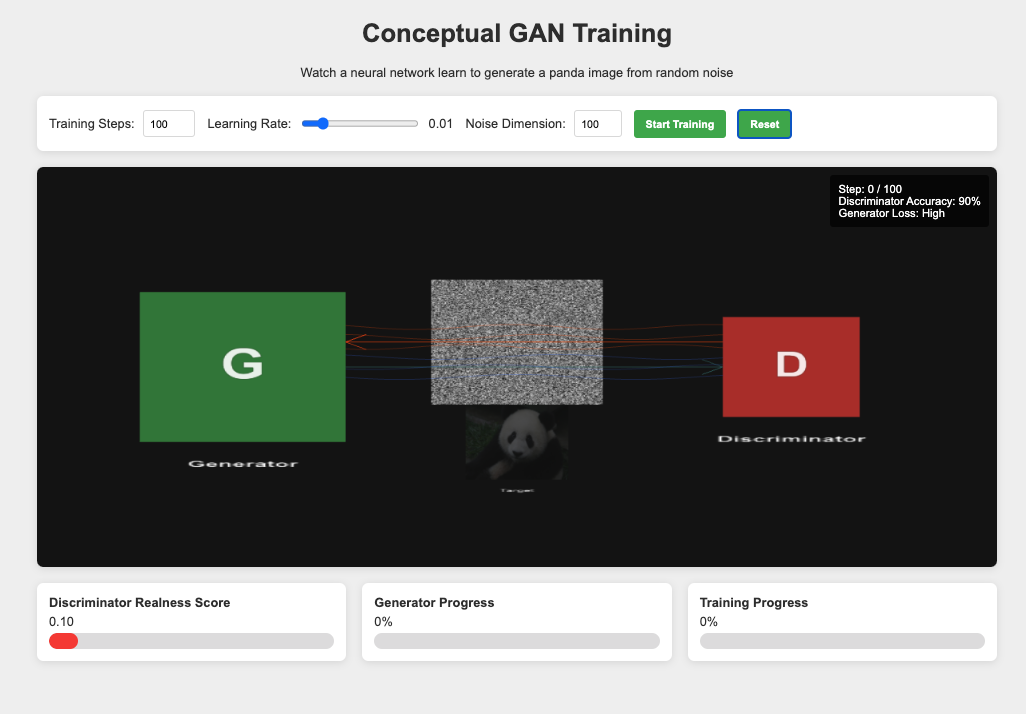 Conceptual GAN Training
Watch a neural network learn to generate a panda image from random noise
Training Steps: 100 Learning Rate: 0.01 Noise Dimension: 100 Start Training Reset
Step: 0 / 100
Discriminator Accuracy: 90%
Generator Loss: High
G
D
Generator
Discriminator
Target
Discriminator Realness Score
0.10
Generator Progress
0%
Training Progress
0%